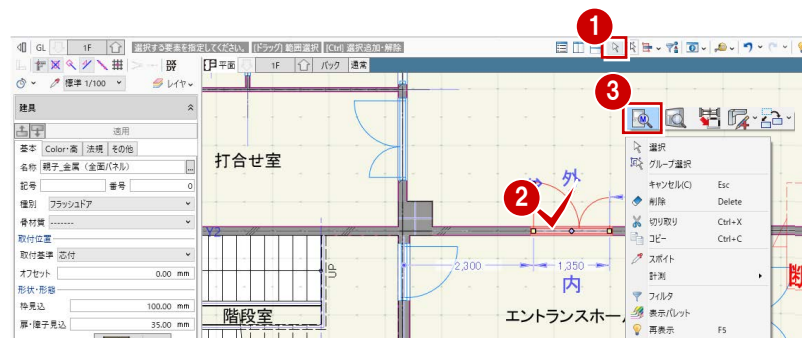 1
GL 1F 選択する要素を指定してください。 [ドラッグ] 範囲選択 [Ctrl] 選択追加・解除
平面 1F バック 通常
標準 1/100 レイヤ
3
建具
適用
基本 Color・高 法規 その他
名称 親子_金属(全面パネル) ...
記号 番号 0
種別 フラッシュドア
骨材質 -------
取付位置
取付基準 芯付
オフセット 0.00 mm
形状・形態
枠見込 100.00 mm
扉・障子見込 35.00 mm
打合せ室
外
2
Y2
UP
2,300 1,350
内
階段室 エントランスホー
選択
グループ選択
キャンセル(C) Esc
削除 Delete
切り取り Ctrl+X
コピー Ctrl+C
スポイト
計測
フィルタ
表示パレット
再表示 F5
断